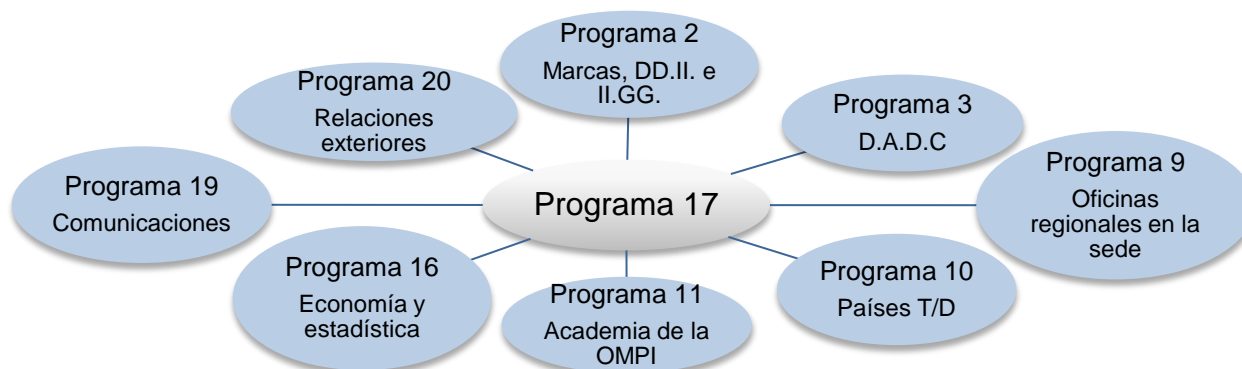 Programa 2
Marcas, DD.II. e
II.GG.
Programa 20
Relaciones
exteriores
Programa 3
D.A.D.C
Programa 19
Comunicaciones
Programa 17
Programa 9
Oficinas
regionales en la
sede
Programa 16
Economía y
estadística
Programa 11
Academia de la
OMPI
Programa 10
Países T/D